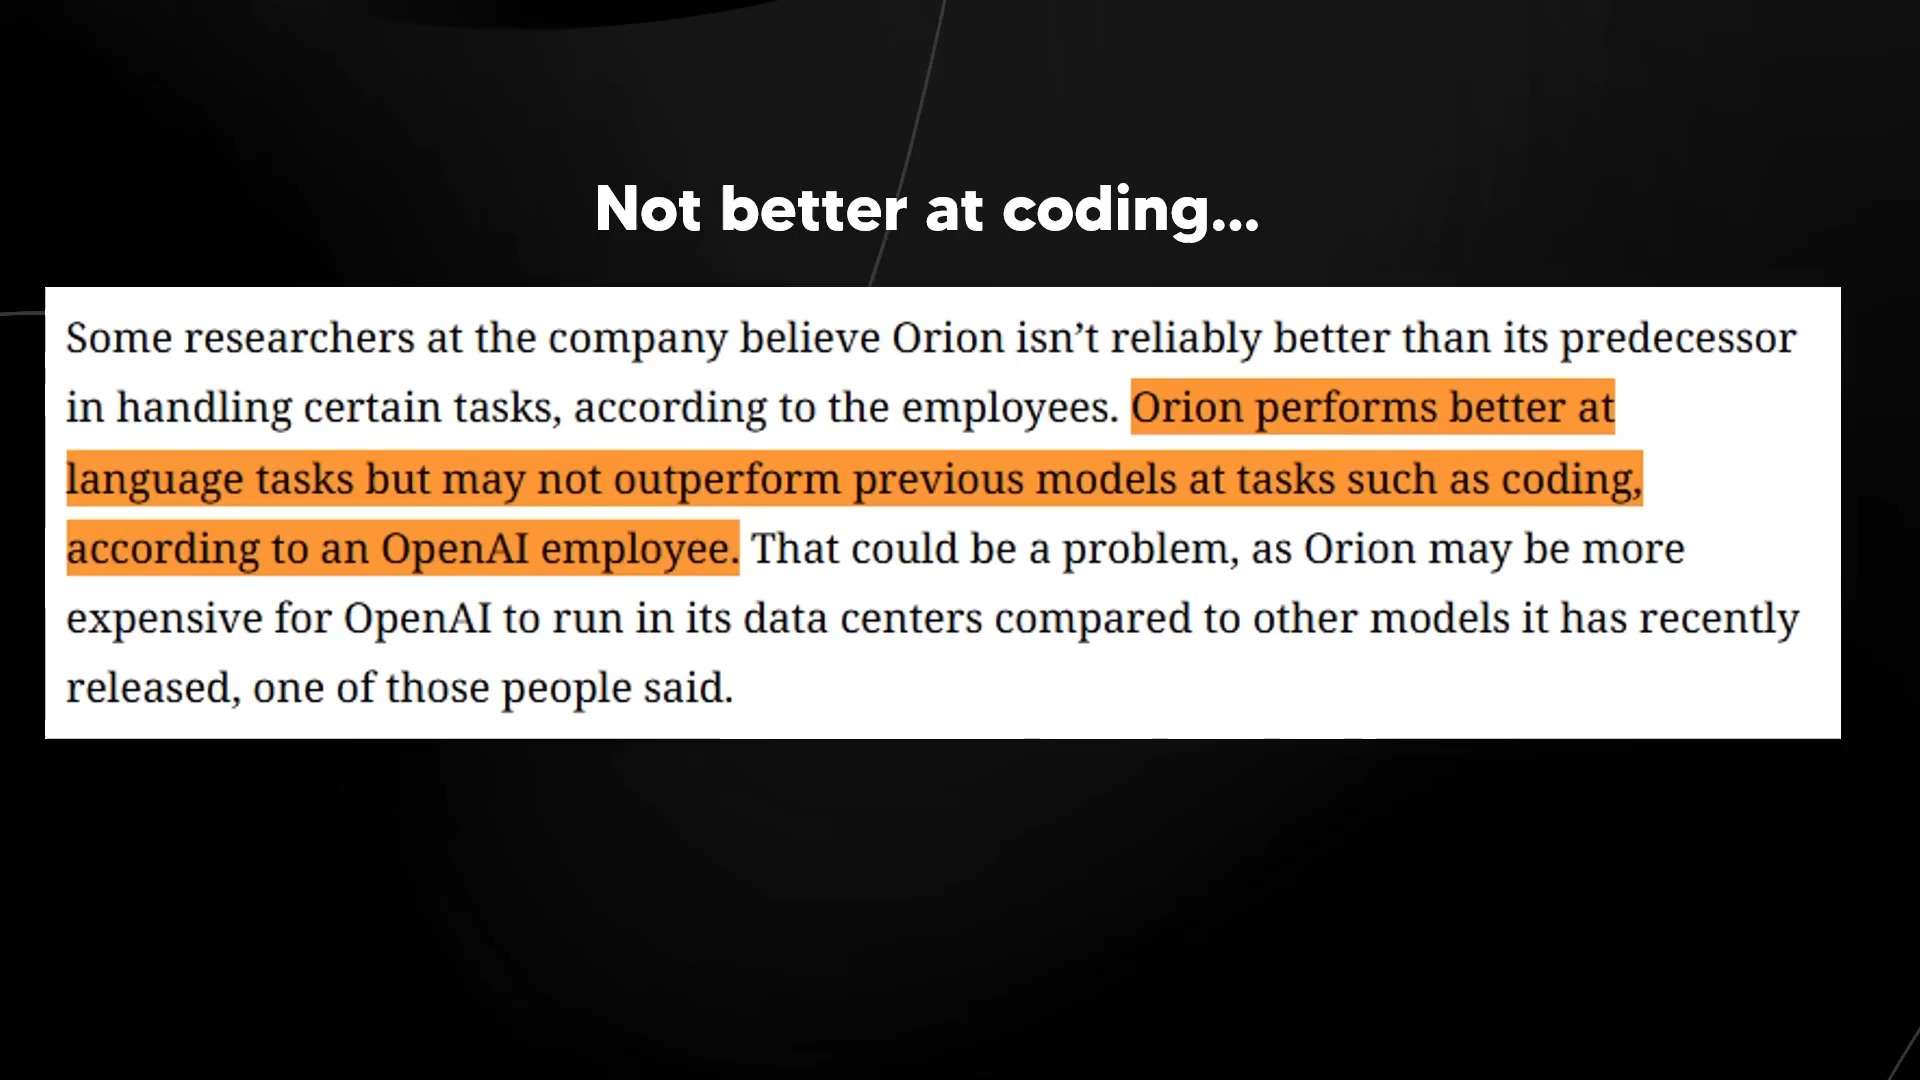 Not better at coding...
Some researchers at the company believe Orion isn’t reliably better than its predecessor
in handling certain tasks, according to the employees. Orion performs better at
language tasks but may not outperform previous models at tasks such as coding,
according to an OpenAI employee. That could be a problem, as Orion may be more
expensive for OpenAI to run in its data centers compared to other models it has recently
released, one of those people said.